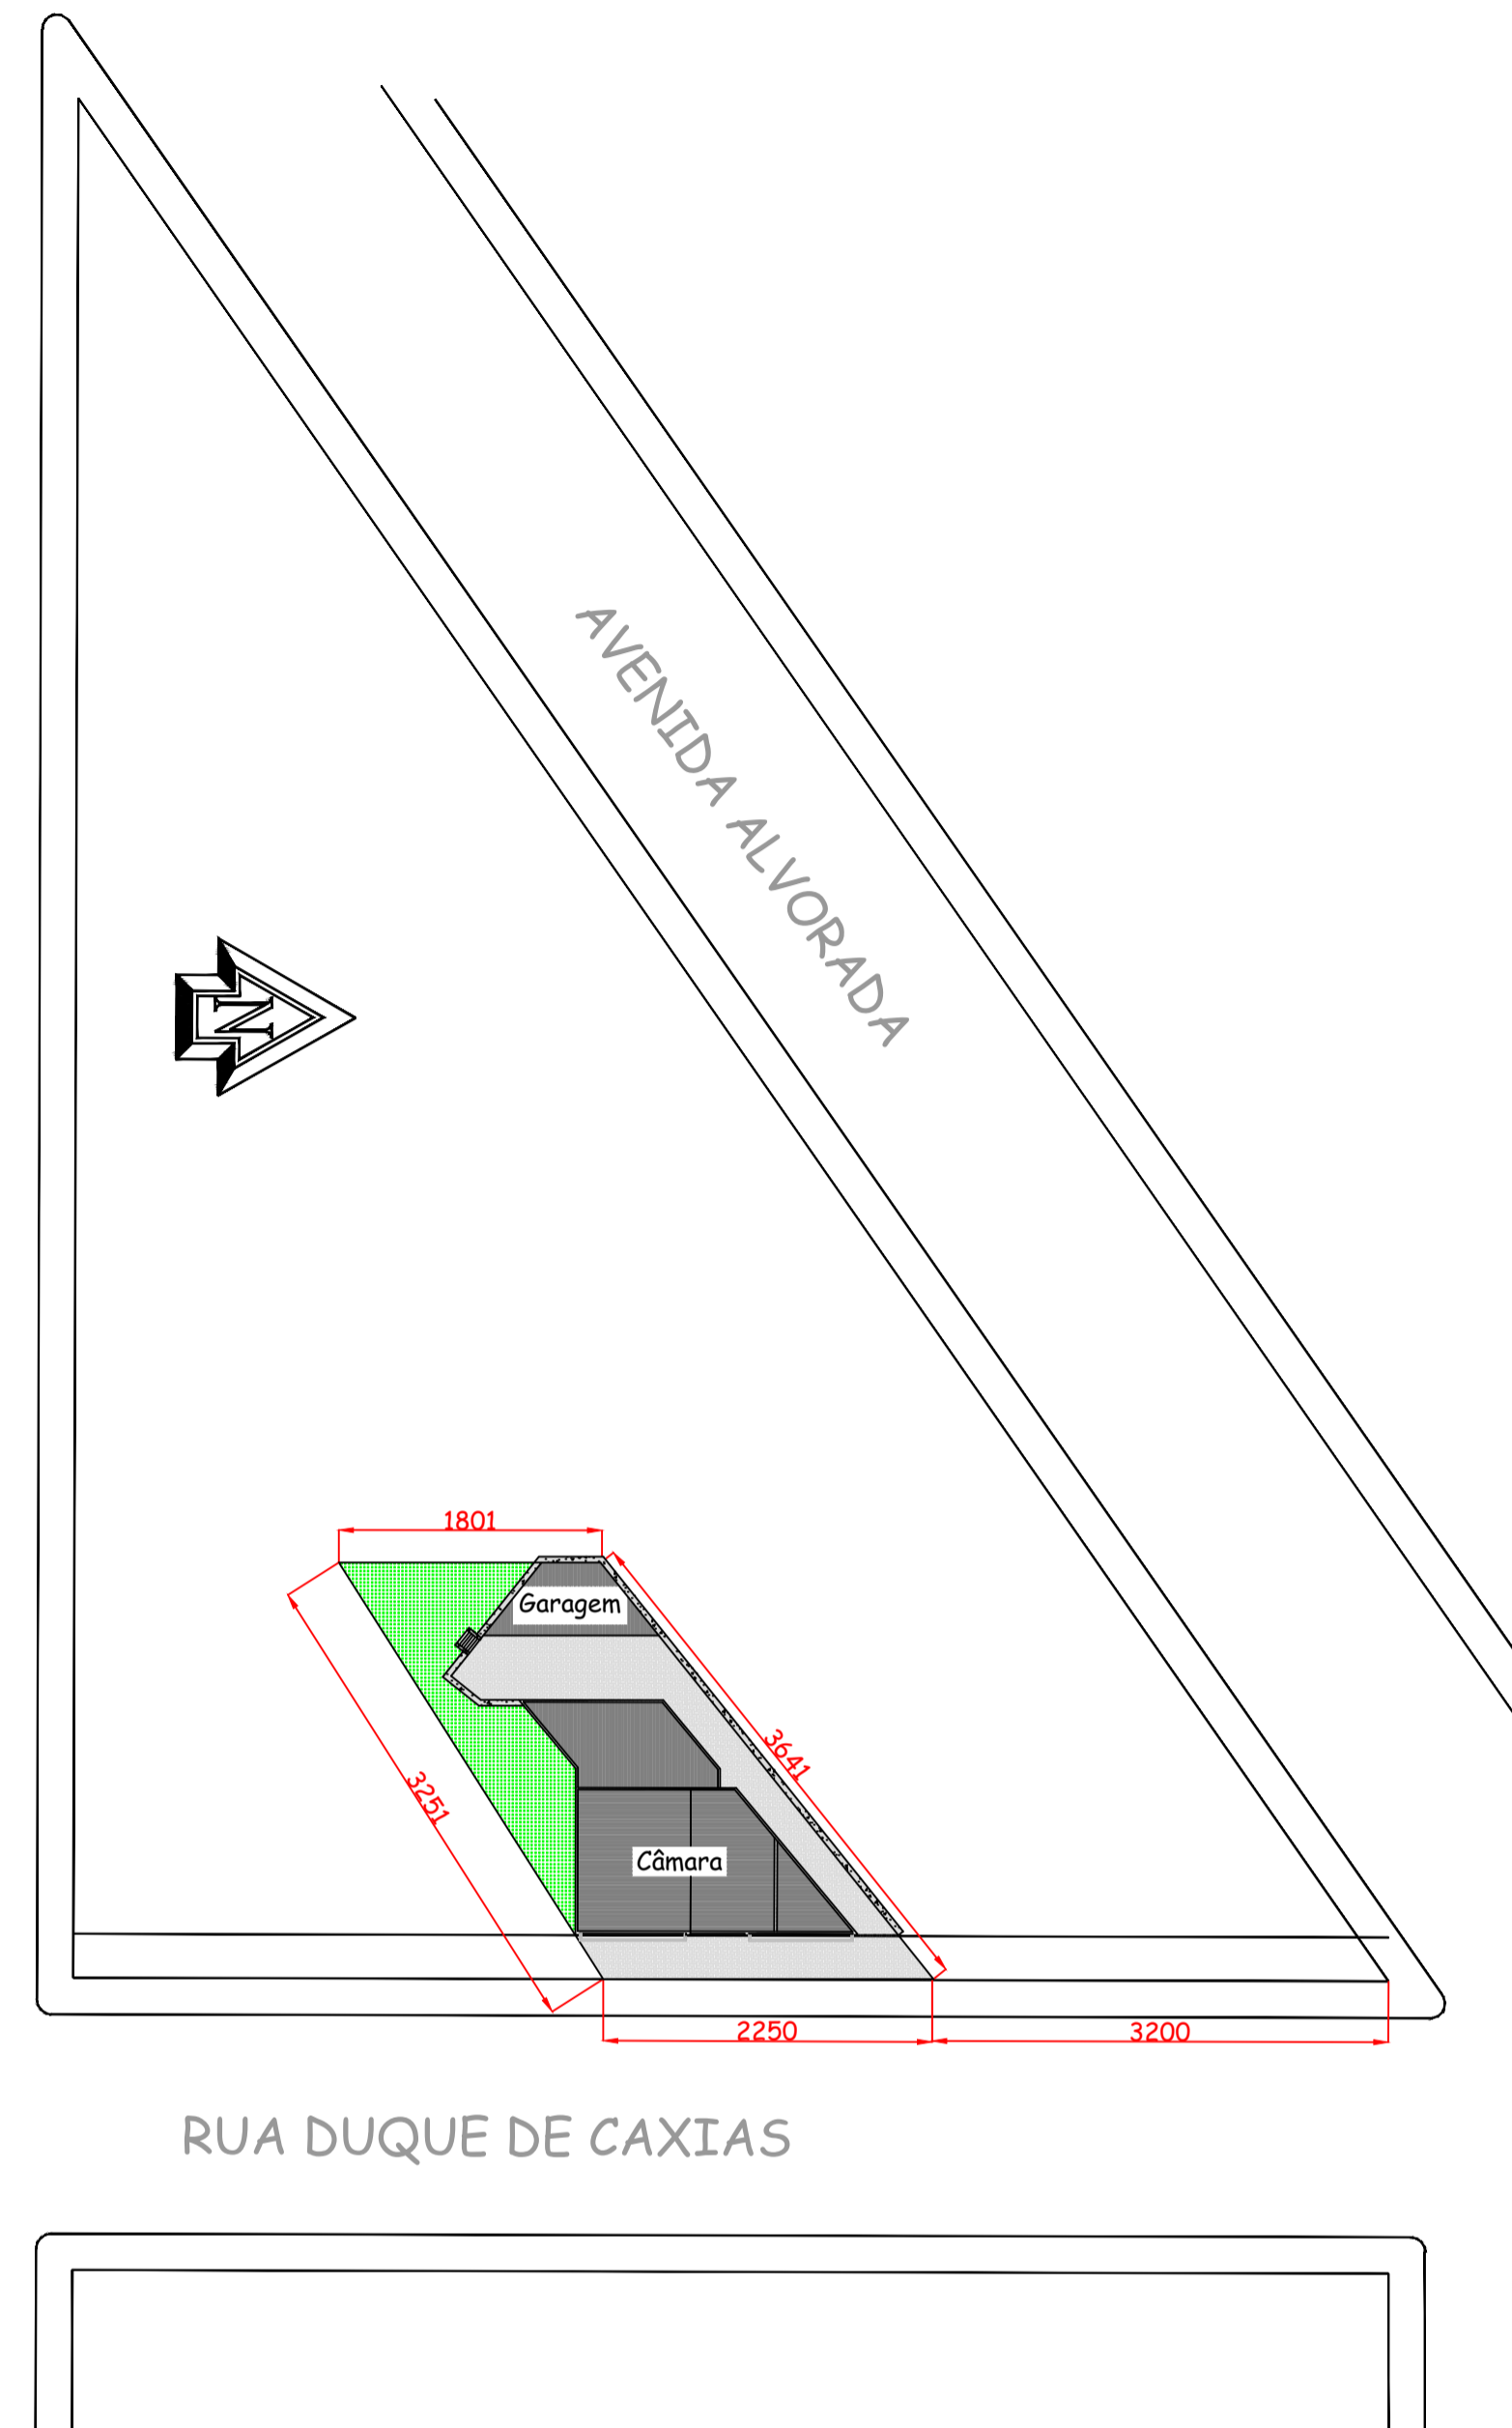 AVENIDA ALVORADA
N
1801
Garagem
3641
3251
Câmara
2250
3200
RUA DUQUE DE CAXIAS